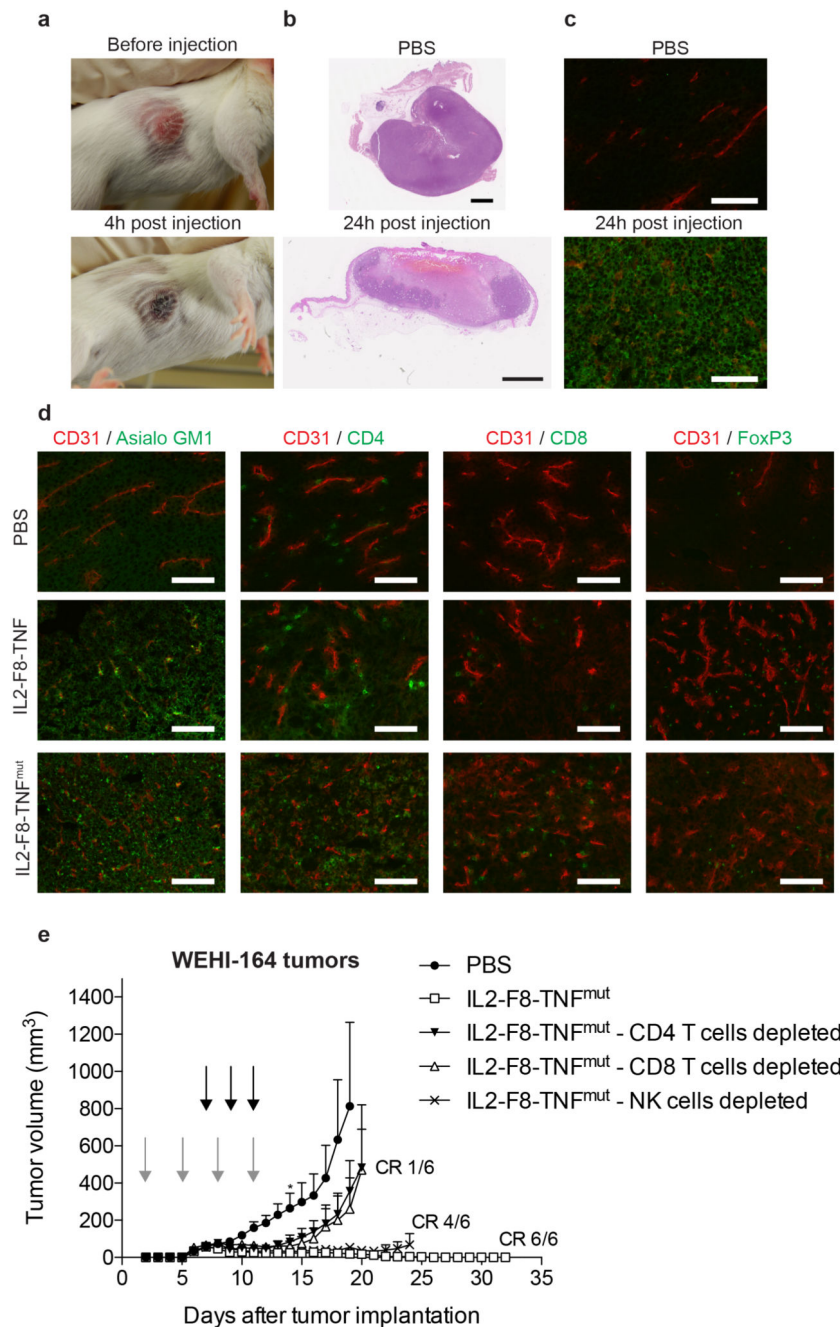 a
b
c
Before injection
PBS
PBS
4h post injection
24h post injection
24h post injection
d
CD31 / Asialo GM1
CD31 / CD4
CD31 / CD8
CD31 / FoxP3
PBS
IL2-F8-TNF
IL2-F8-TNFmut
e
WEHI-164 tumors
PBS
IL2-F8-TNFmut
IL2-F8-TNFmut - CD4 T cells depleted
IL2-F8-TNFmut - CD8 T cells depleted
IL2-F8-TNFmut - NK cells depleted
Tumor volume (mm3)
1400
1200
1000
800
600
400
200
0
*
CR 1/6
CR 4/6
CR 6/6
0 5 10 15 20 25 30 35
Days after tumor implantation